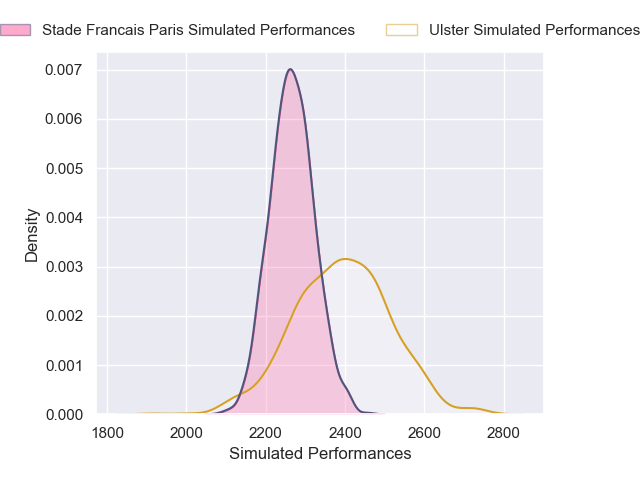 Stade Francais Paris Simulated Performances
Ulster Simulated Performances
0.007
0.006
0.005
0.004
0.003
0.002
0.001
0.000
Density
1800 2000 2200 2400 2600 2800
Simulated Performances